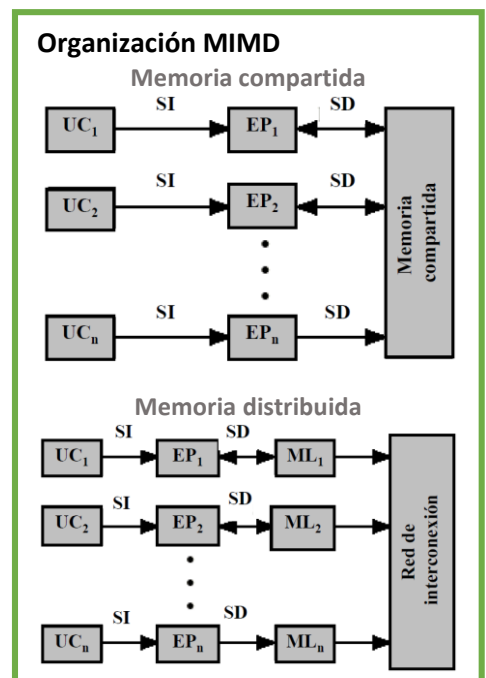 Organización MIMD
Memoria compartida
SI SD
UC1 EP1
SI SD
UC2 EP2
Memoria
compartida
SI SD
UCn EPn
Memoria distribuida
SI SD
UC1 EP1 ML1
SI SD
UC2 EP2 ML2
Red de
interconexión
SI SD
UCn EPn MLn